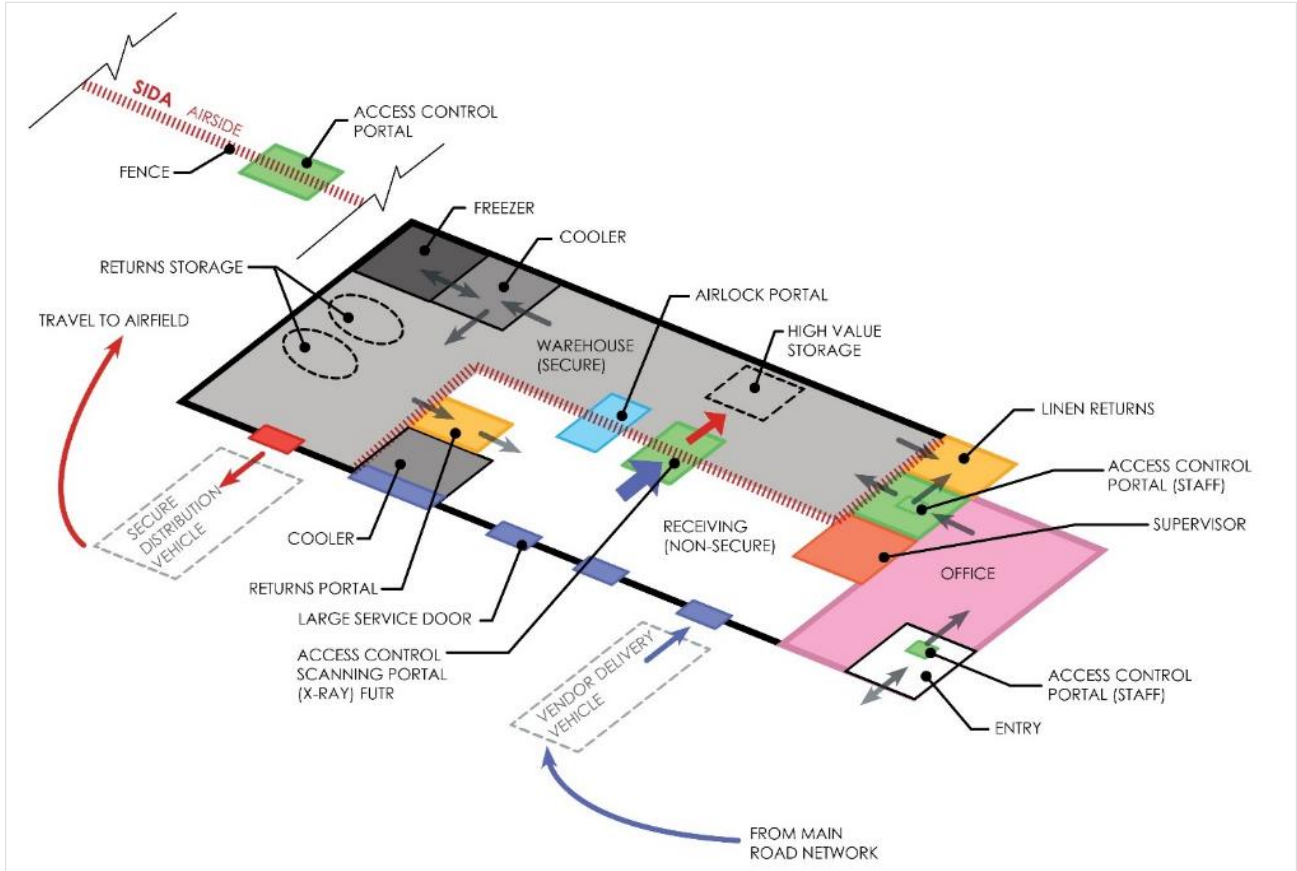 SIDA AIRSIDE
ACCESS CONTROL
PORTAL
FENCE
FREEZER
COOLER
RETURNS STORAGE
AIRLOCK PORTAL
TRAVEL TO AIRFIELD
HIGH VALUE
STORAGE
WAREHOUSE
(SECURE)
LINEN RETURNS
ACCESS CONTROL
PORTAL (STAFF)
SUPERVISOR
RECEIVING
(NON-SECURE)
OFFICE
SECURE
DISTRIBUTION
VEHICLE
COOLER
RETURNS PORTAL
LARGE SERVICE DOOR
ACCESS CONTROL
SCANNING PORTAL
(X-RAY) FUTR
VENDOR DELIVERY
VEHICLE
ACCESS CONTROL
PORTAL (STAFF)
ENTRY
FROM MAIN
ROAD NETWORK